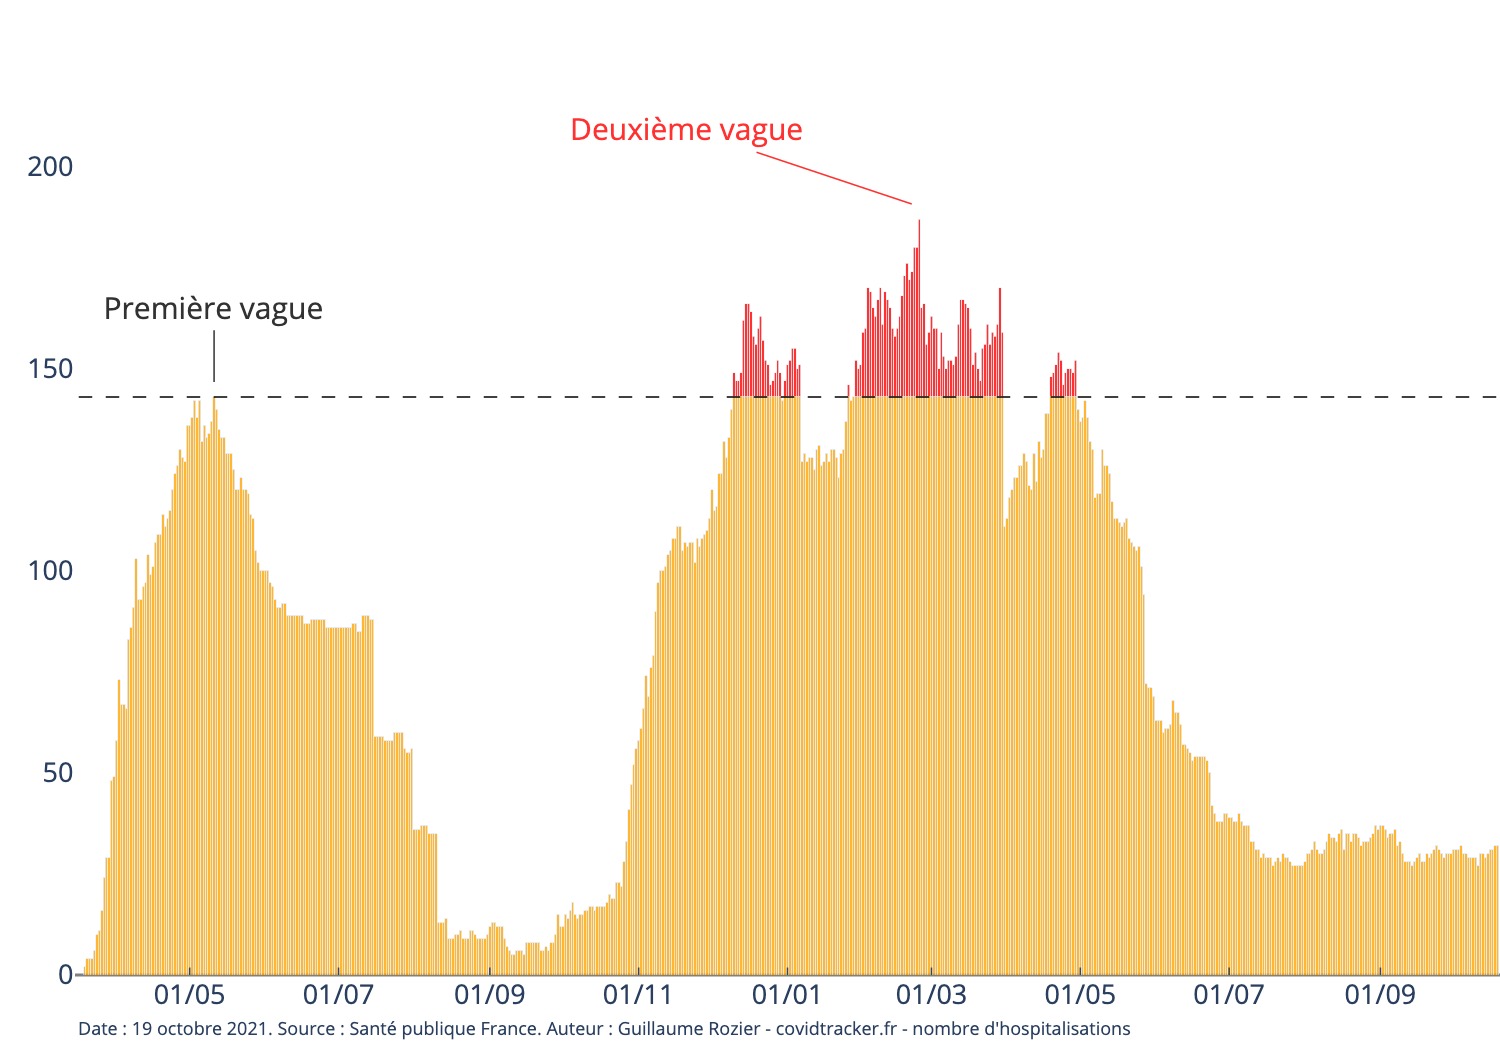 Deuxième vague
200
Première vague
150
100
50
0
01/05 01/07 01/09 01/11 01/01 01/03 01/05 01/07 01/09
Date : 19 octobre 2021. Source : Santé publique France. Auteur : Guillaume Rozier - covidtracker.fr - nombre d'hospitalisations